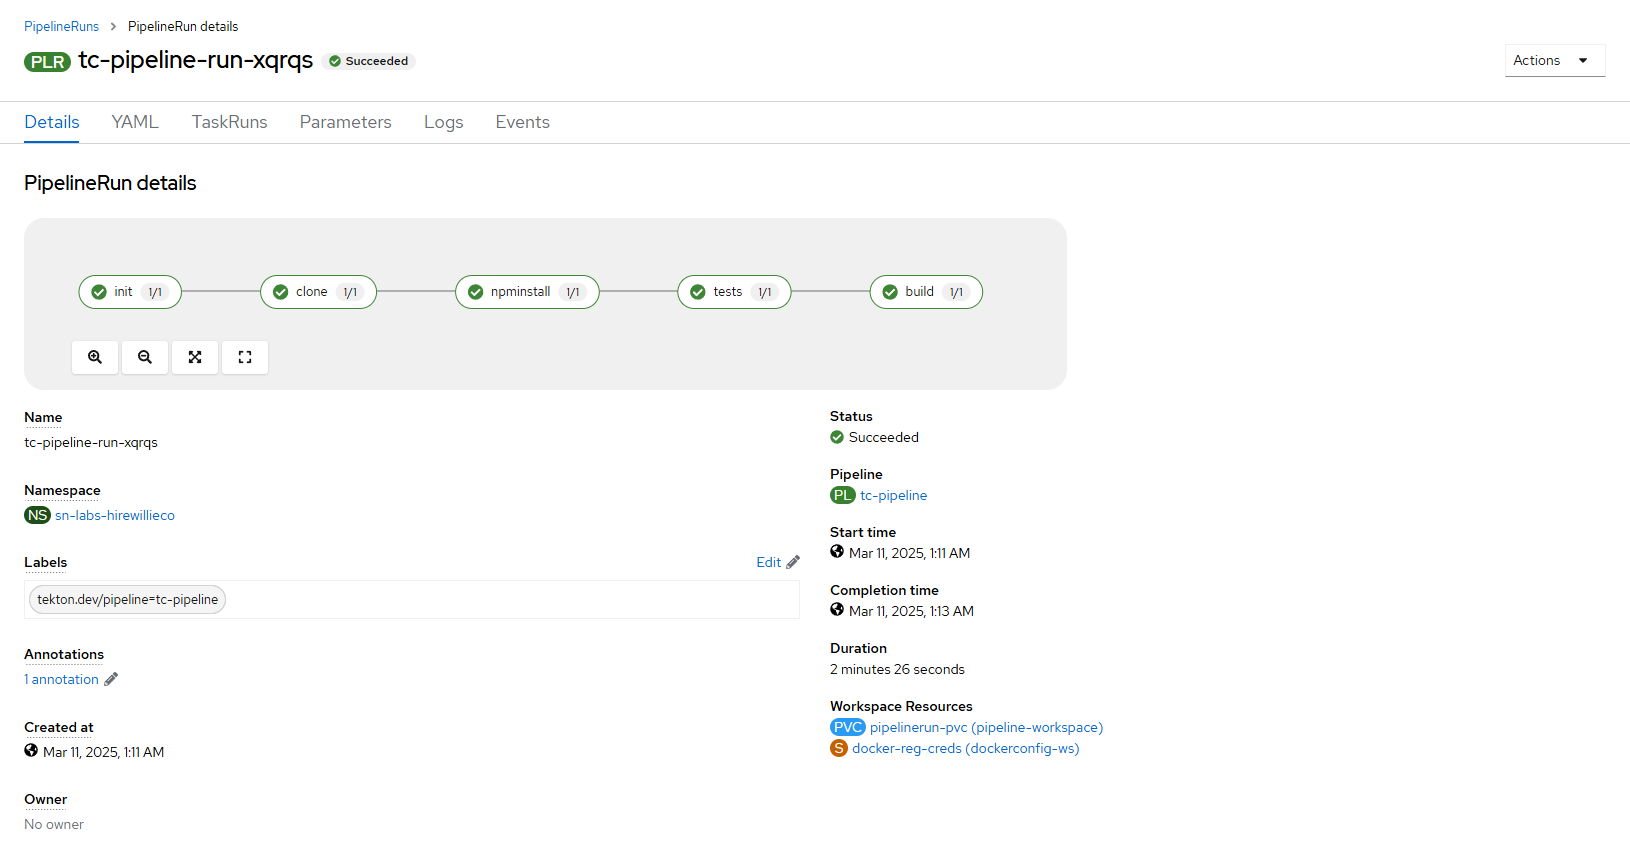 PipelineRuns > PipelineRun details
PLR tc-pipeline-run-xqrqs Succeeded
Actions
Details YAML TaskRuns Parameters Logs Events
PipelineRun details
init 1/1 clone 1/1 npminstall 1/1 tests 1/1 build 1/1
Name
tc-pipeline-run-xqrqs
Namespace
NS sn-labs-hirewillieco
Labels
Edit
tekton.dev/pipeline=tc-pipeline
Annotations
1 annotation
Created at
Mar 11, 2025, 1:11 AM
Owner
No owner
Status
Succeeded
Pipeline
PL tc-pipeline
Start time
Mar 11, 2025, 1:11 AM
Completion time
Mar 11, 2025, 1:13 AM
Duration
2 minutes 26 seconds
Workspace Resources
PVC pipelinerun-pvc (pipeline-workspace)
S docker-reg-creds (dockerconfig-ws)